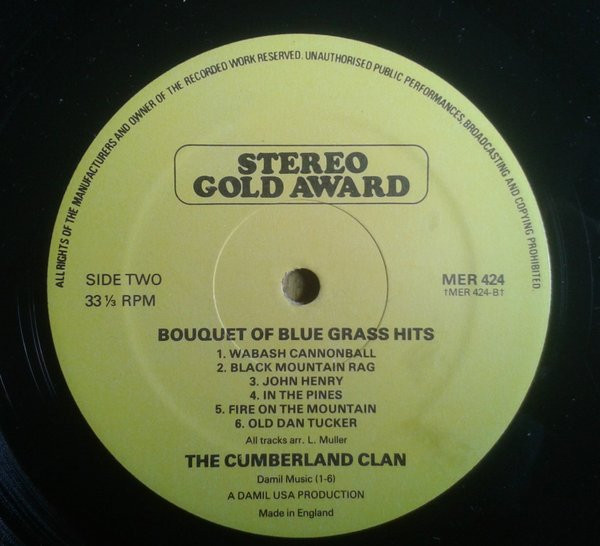 ALL RIGHTS OF THE MANUFACTURERS AND OWNER OF THE RECORDED WORK RESERVED. UNAUTHORISED PUBLIC PERFORMANCES, BROADCASTING AND COPYING PROHIBITED.
STEREO
GOLD AWARD
SIDE TWO
33 ⅓ RPM
MER 424
†MER 424-B†
BOUQUET OF BLUE GRASS HITS
1. WABASH CANNONBALL
2. BLACK MOUNTAIN RAG
3. JOHN HENRY
4. IN THE PINES
5. FIRE ON THE MOUNTAIN
6. OLD DAN TUCKER
All tracks arr. L. Muller
THE CUMBERLAND CLAN
Damil Music (1-6)
A DAMIL USA PRODUCTION
Made in England